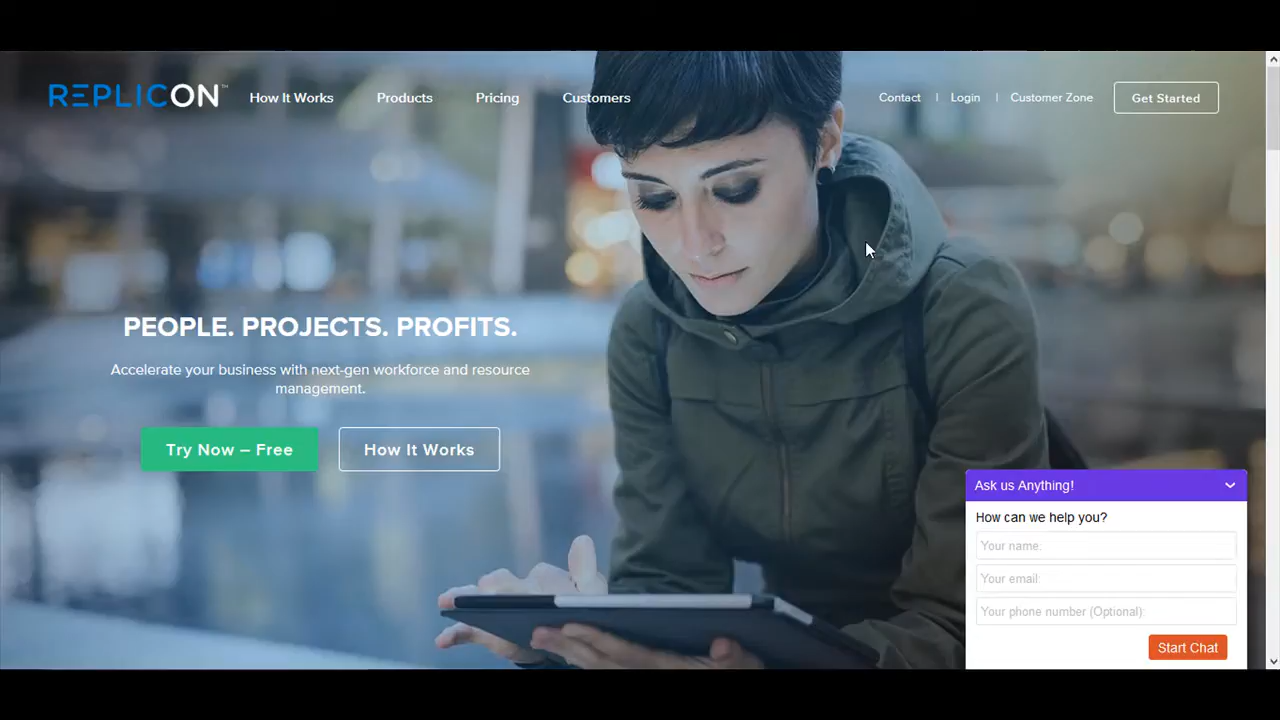 REPLICON™
How It Works
Products
Pricing
Customers
Contact
Login
Customer Zone
Get Started
PEOPLE. PROJECTS. PROFITS.
Accelerate your business with next-gen workforce and resource
management.
Try Now – Free
How It Works
Ask us Anything!
How can we help you?
Your name:
Your email:
Your phone number (Optional):
Start Chat